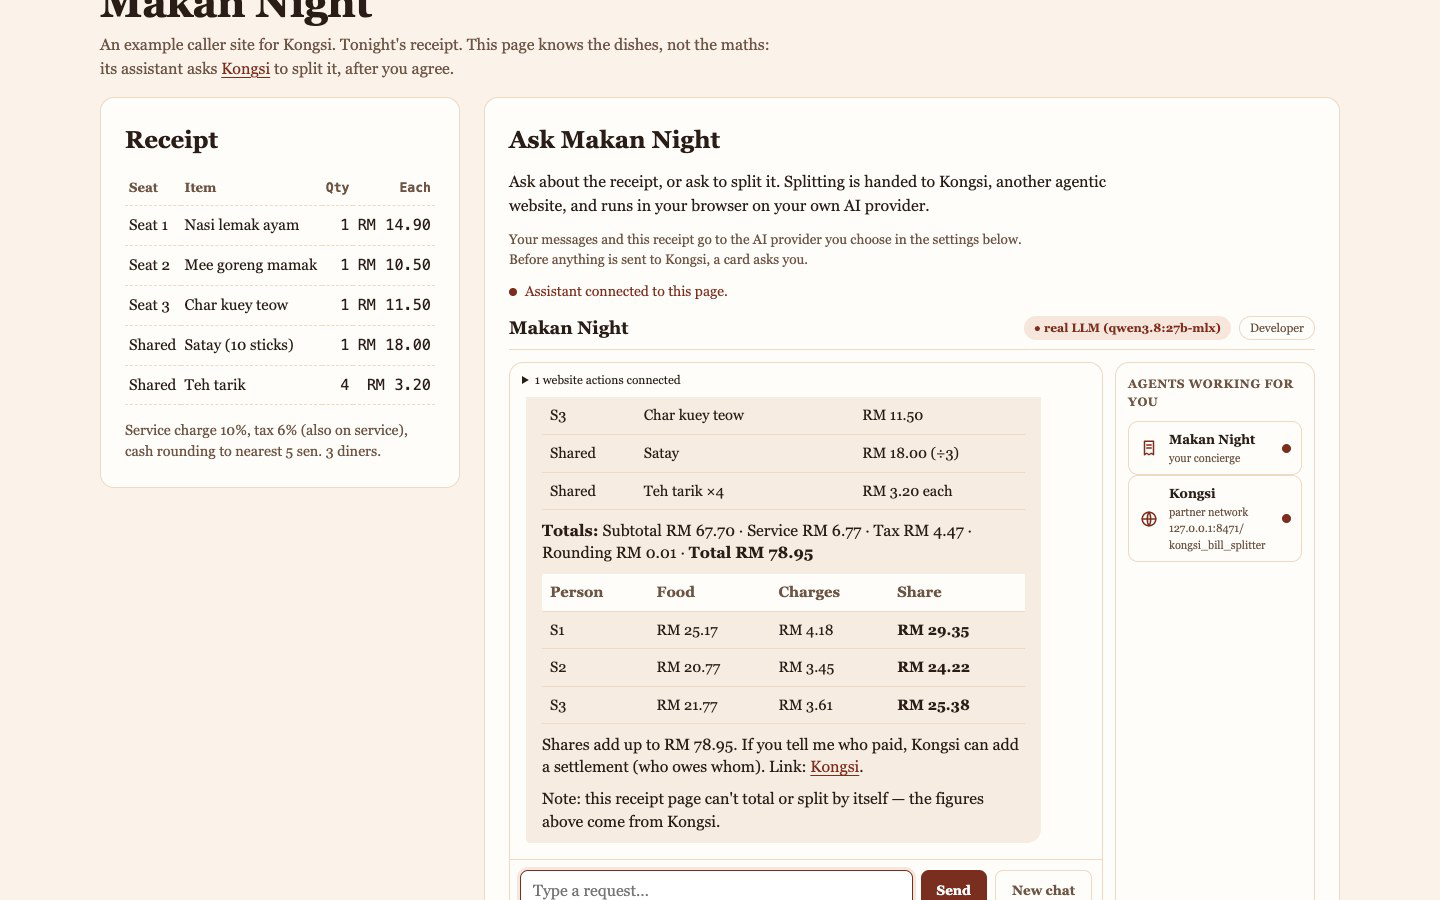 Makan Night
An example caller site for Kongsi. Tonight's receipt. This page knows the dishes, not the maths:
its assistant asks Kongsi to split it, after you agree.
Receipt
Seat Item Qty Each
Seat 1 Nasi lemak ayam 1 RM 14.90
Seat 2 Mee goreng mamak 1 RM 10.50
Seat 3 Char kuey teow 1 RM 11.50
Shared Satay (10 sticks) 1 RM 18.00
Shared Teh tarik 4 RM 3.20
Service charge 10%, tax 6% (also on service),
cash rounding to nearest 5 sen. 3 diners.
Ask Makan Night
Ask about the receipt, or ask to split it. Splitting is handed to Kongsi, another agentic
website, and runs in your browser on your own AI provider.
Your messages and this receipt go to the AI provider you choose in the settings below.
Before anything is sent to Kongsi, a card asks you.
Assistant connected to this page.
Makan Night
● real LLM (qwen3.8:27b-mlx) Developer
▶ 1 website actions connected
S3 Char kuey teow RM 11.50
Shared Satay RM 18.00 (÷3)
Shared Teh tarik ×4 RM 3.20 each
Totals: Subtotal RM 67.70 · Service RM 6.77 · Tax RM 4.47 ·
Rounding RM 0.01 · Total RM 78.95
Person Food Charges Share
S1 RM 25.17 RM 4.18 RM 29.35
S2 RM 20.77 RM 3.45 RM 24.22
S3 RM 21.77 RM 3.61 RM 25.38
Shares add up to RM 78.95. If you tell me who paid, Kongsi can add
a settlement (who owes whom). Link: Kongsi.
Note: this receipt page can't total or split by itself — the figures
above come from Kongsi.
Type a request...
Send
New chat
AGENTS WORKING FOR
YOU
Makan Night
your concierge
Kongsi
partner network
127.0.0.1:8471/
kongsi_bill_splitter